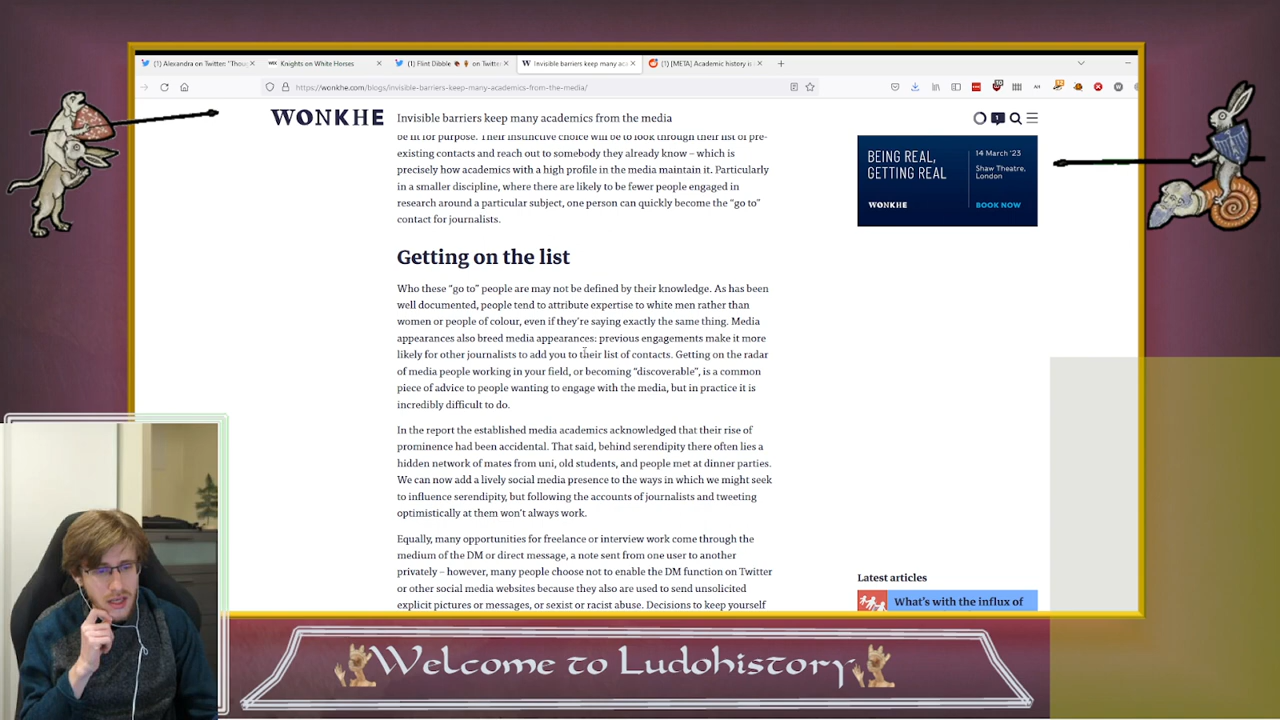 (1) Alexandra on Twitter: "Thou
Knights on White Horses
(1) Flint Dibble on Twitte
Invisible barriers keep many aca
(1) [META] Academic history is
https://wonkhe.com/blogs/invisible-barriers-keep-many-academics-from-the-media/
WONKHE
Invisible barriers keep many academics from the media
be fit for purpose. Their instinctive choice will be to look through their list of pre-
existing contacts and reach out to somebody they already know – which is
precisely how academics with a high profile in the media maintain it. Particularly
in a smaller discipline, where there are likely to be fewer people engaged in
research around a particular subject, one person can quickly become the "go to"
contact for journalists.
BEING REAL,
GETTING REAL
14 March '23
Shaw Theatre,
London
WONKHE
BOOK NOW
Getting on the list
Who these "go to" people are may not be defined by their knowledge. As has been
well documented, people tend to attribute expertise to white men rather than
women or people of colour, even if they're saying exactly the same thing. Media
appearances also breed media appearances: previous engagements make it more
likely for other journalists to add you to their list of contacts. Getting on the radar
of media people working in your field, or becoming "discoverable", is a common
piece of advice to people wanting to engage with the media, but in practice it is
incredibly difficult to do.
In the report the established media academics acknowledged that their rise of
prominence had been accidental. That said, behind serendipity there often lies a
hidden network of mates from uni, old students, and people met at dinner parties.
We can now add a lively social media presence to the ways in which we might seek
to influence serendipity, but following the accounts of journalists and tweeting
optimistically at them won't always work.
Equally, many opportunities for freelance or interview work come through the
medium of the DM or direct message, a note sent from one user to another
privately – however, many people choose not to enable the DM function on Twitter
or other social media websites because they also are used to send unsolicited
explicit pictures or messages, or sexist or racist abuse. Decisions to keep yourself
Latest articles
What's with the influx of
Welcome to Ludohistory